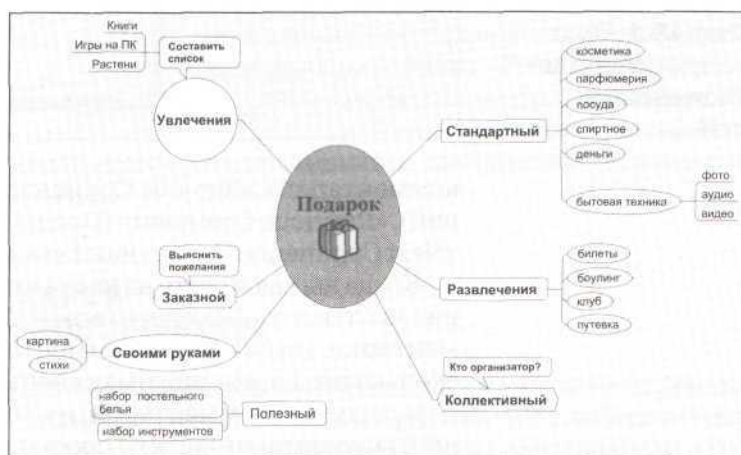 Книги
Игры на ПК
Растени
Составить
список
Увлечения
Подарок
Стандартный
косметика
парфюмерия
посуда
спиртное
деньги
бытовая техника
фото
аудио
видео
Развлечения
билеты
боулинг
клуб
путевка
Кто организатор?
Коллективный
Выяснить
пожелания
Заказной
Своими руками
картина
стихи
Полезный
набор постельного
белья
набор инструментов